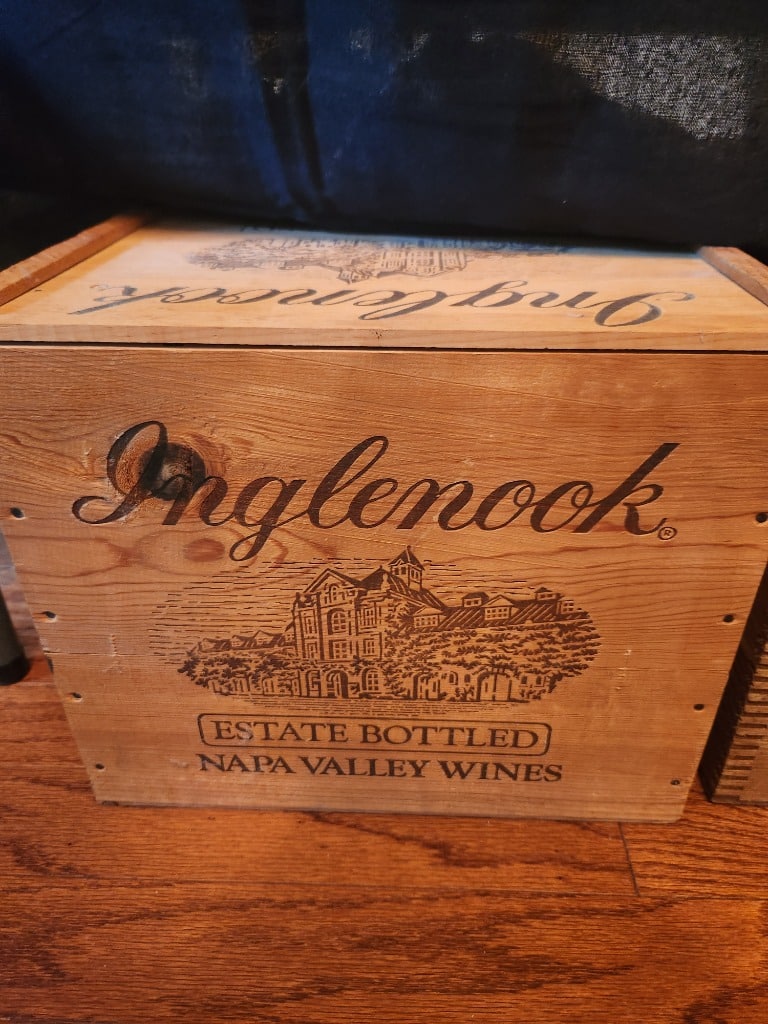 Inglenook
Inglenook®
ESTATE BOTTLED
NAPA VALLEY WINES